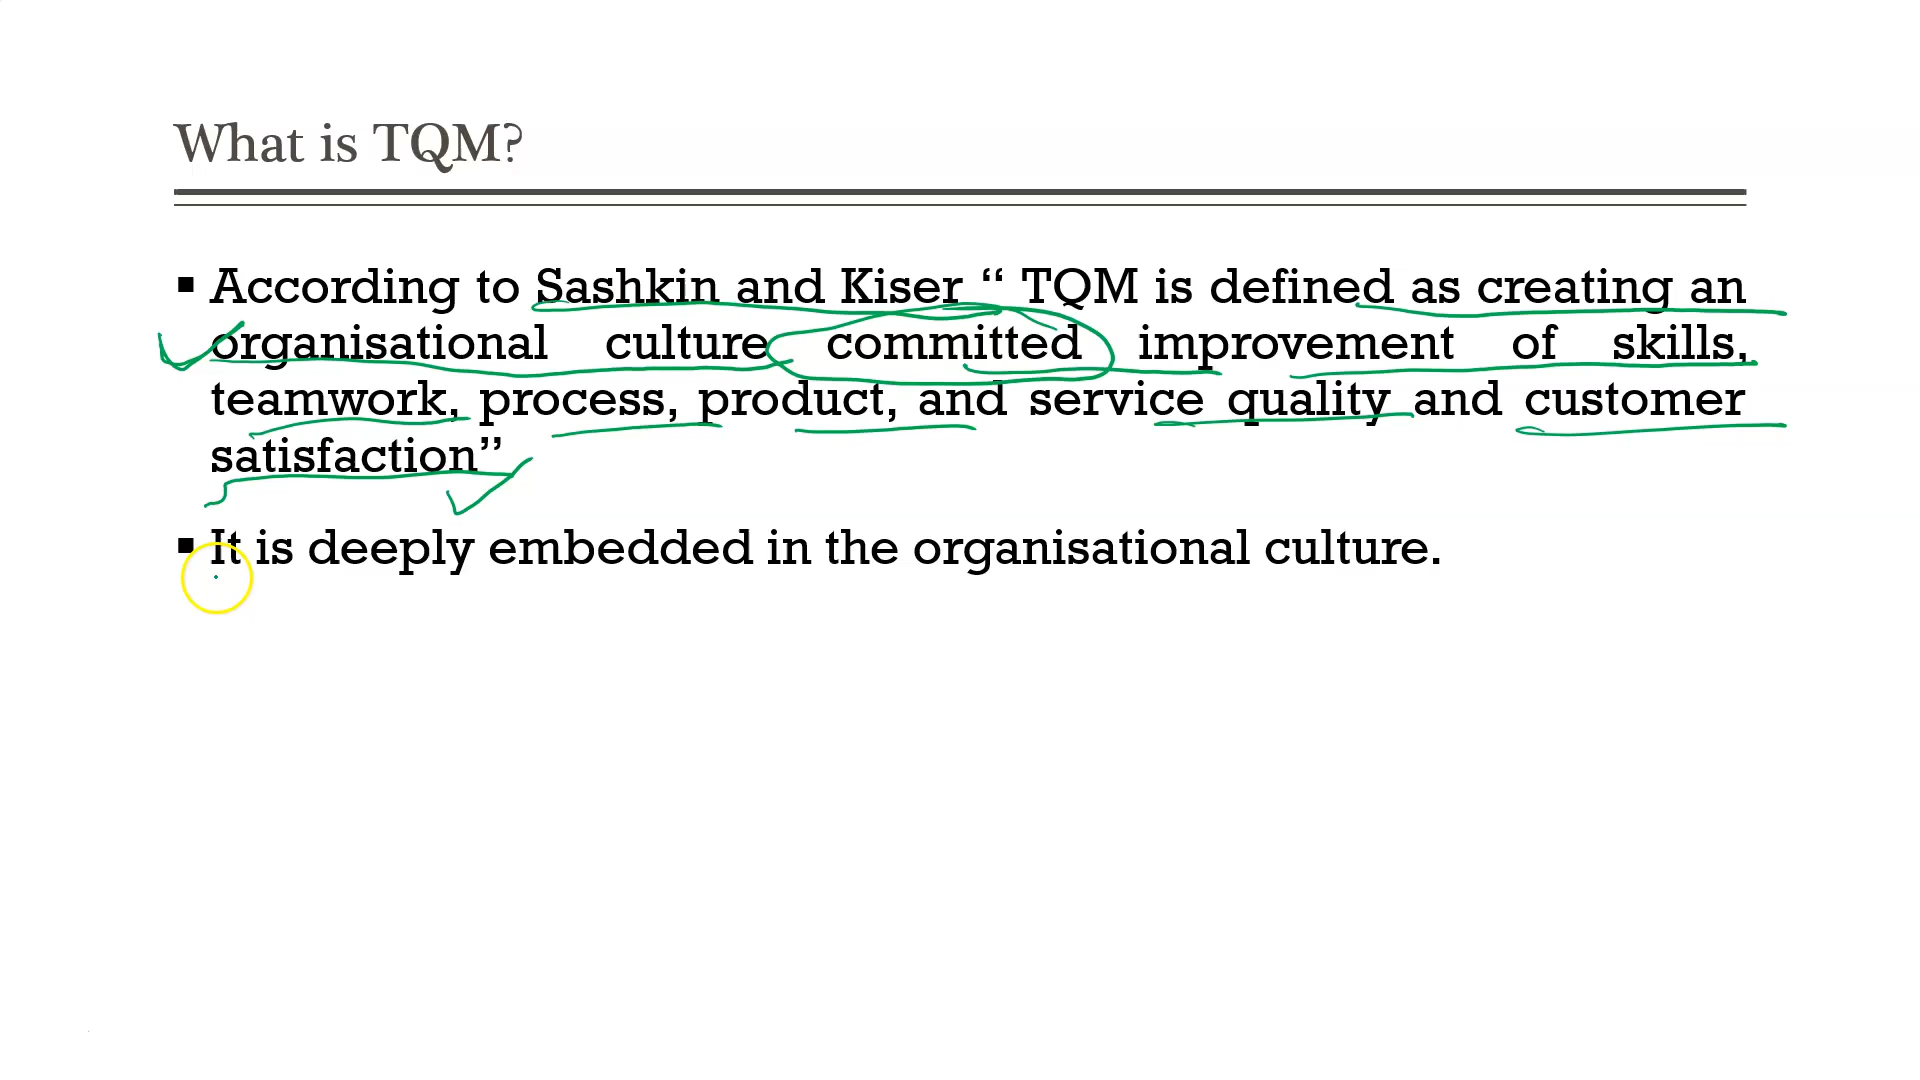 What is TQM?
▪ According to Sashkin and Kiser “ TQM is defined as creating an
organisational culture committed improvement of skills,
teamwork, process, product, and service quality and customer
satisfaction”
▪ It is deeply embedded in the organisational culture.